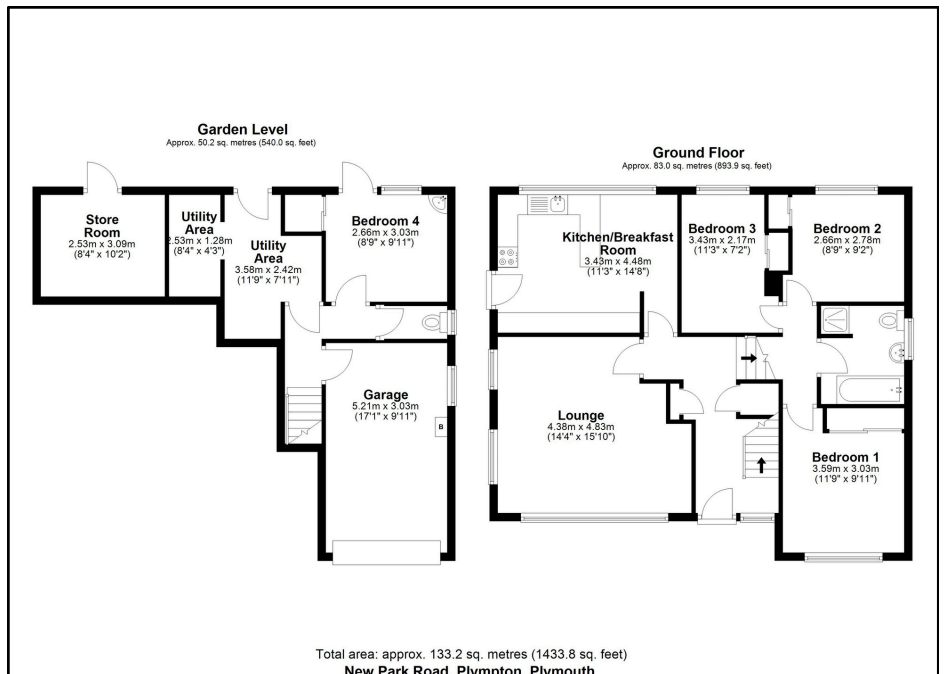 Garden Level
Approx. 50.2 sq. metres (540.0 sq. feet)
Store
Room
2.53m x 3.09m
(8'4" x 10'2")
Utility
Area
2.53m x 1.28m
(8'4" x 4'3")
Utility
Area
3.58m x 2.42m
(11'9" x 7'11")
Bedroom 4
2.66m x 3.03m
(8'9" x 9'11")
Garage
5.21m x 3.03m
(17'1" x 9'11")
B
Ground Floor
Approx. 83.0 sq. metres (893.9 sq. feet)
Kitchen/Breakfast
Room
3.43m x 4.48m
(11'3" x 14'8")
Bedroom 3
3.43m x 2.17m
(11'3" x 7'2")
Bedroom 2
2.66m x 2.78m
(8'9" x 9'2")
Lounge
4.38m x 4.83m
(14'4" x 15'10")
Bedroom 1
3.59m x 3.03m
(11'9" x 9'11")
Total area: approx. 133.2 sq. metres (1433.8 sq. feet)
New Park Road, Plympton, Plymouth